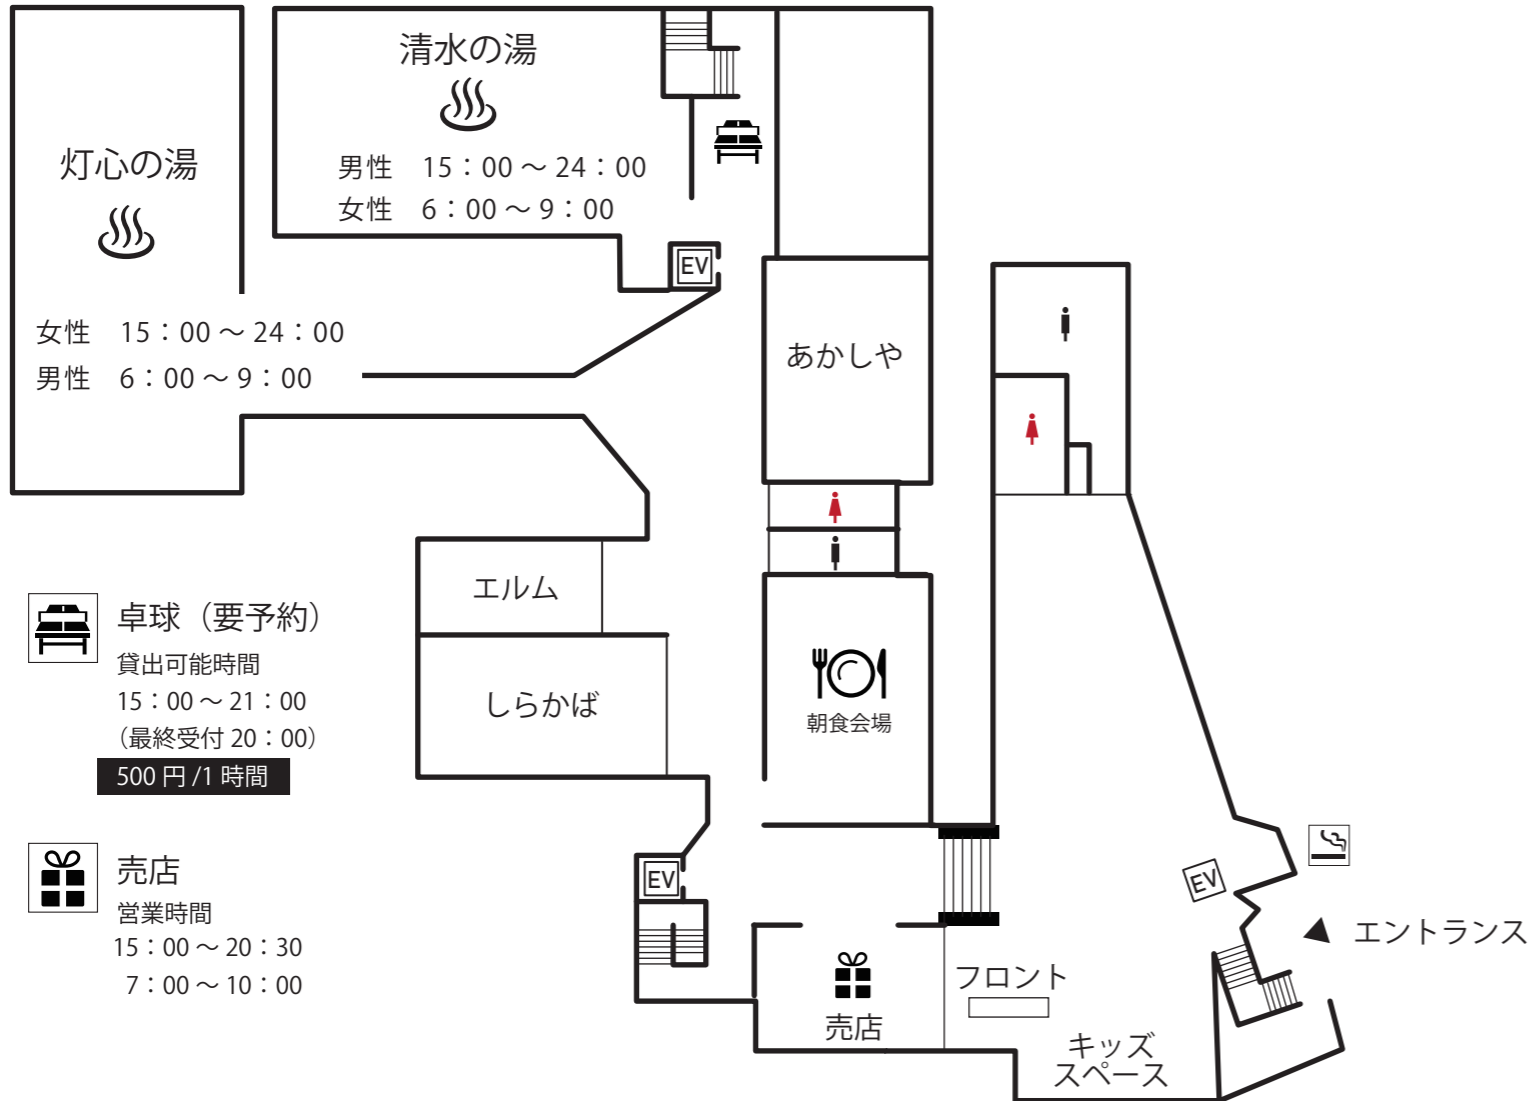 清水の湯
男性　15：00 ～ 24：00
女性　6：00 ～ 9：00
灯心の湯
女性　15：00 ～ 24：00
男性　6：00 ～ 9：00
EV
あかしや
エルム
しらかば
朝食会場
卓球（要予約）
貸出可能時間
15：00 ～ 21：00
（最終受付 20：00）
500 円 /1 時間
売店
営業時間
15：00 ～ 20：30
7：00 ～ 10：00
EV
EV
エントランス
フロント
売店
キッズ
スペース